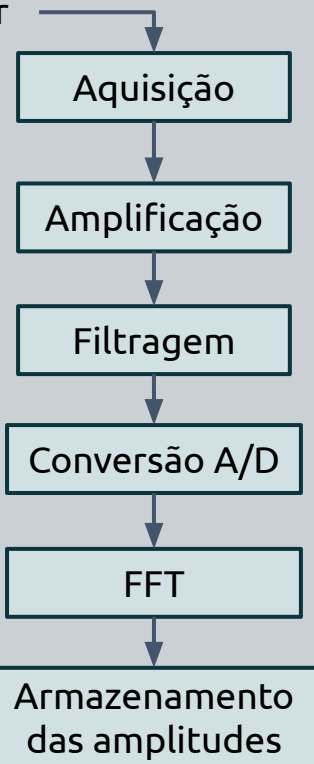 Aquisição
Amplificação
Filtragem
Conversão A/D
FFT
Armazenamento
das amplitudes